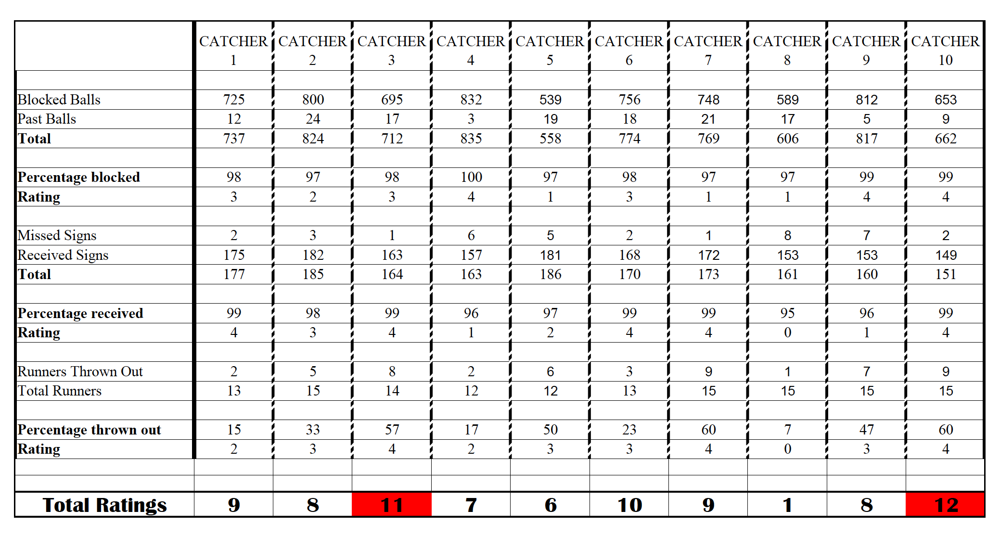 CATCHER 1 CATCHER 2 CATCHER 3 CATCHER 4 CATCHER 5 CATCHER 6 CATCHER 7 CATCHER 8 CATCHER 9 CATCHER 10
Blocked Balls 725 800 695 832 539 756 748 589 812 653
Past Balls 12 24 17 3 19 18 21 17 5 9
Total 737 824 712 835 558 774 769 606 817 662
Percentage blocked 98 97 98 100 97 98 97 97 99 99
Rating 3 2 3 4 1 3 1 1 4 4
Missed Signs 2 3 1 6 5 2 1 8 7 2
Received Signs 175 182 163 157 181 168 172 153 153 149
Total 177 185 164 163 186 170 173 161 160 151
Percentage received 99 98 99 96 97 99 99 95 96 99
Rating 4 3 4 1 2 4 4 0 1 4
Runners Thrown Out 2 5 8 2 6 3 9 1 7 9
Total Runners 13 15 14 12 12 13 15 15 15 15
Percentage thrown out 15 33 57 17 50 23 60 7 47 60
Rating 2 3 4 2 3 3 4 0 3 4
Total Ratings 9 8 11 7 6 10 9 1 8 12